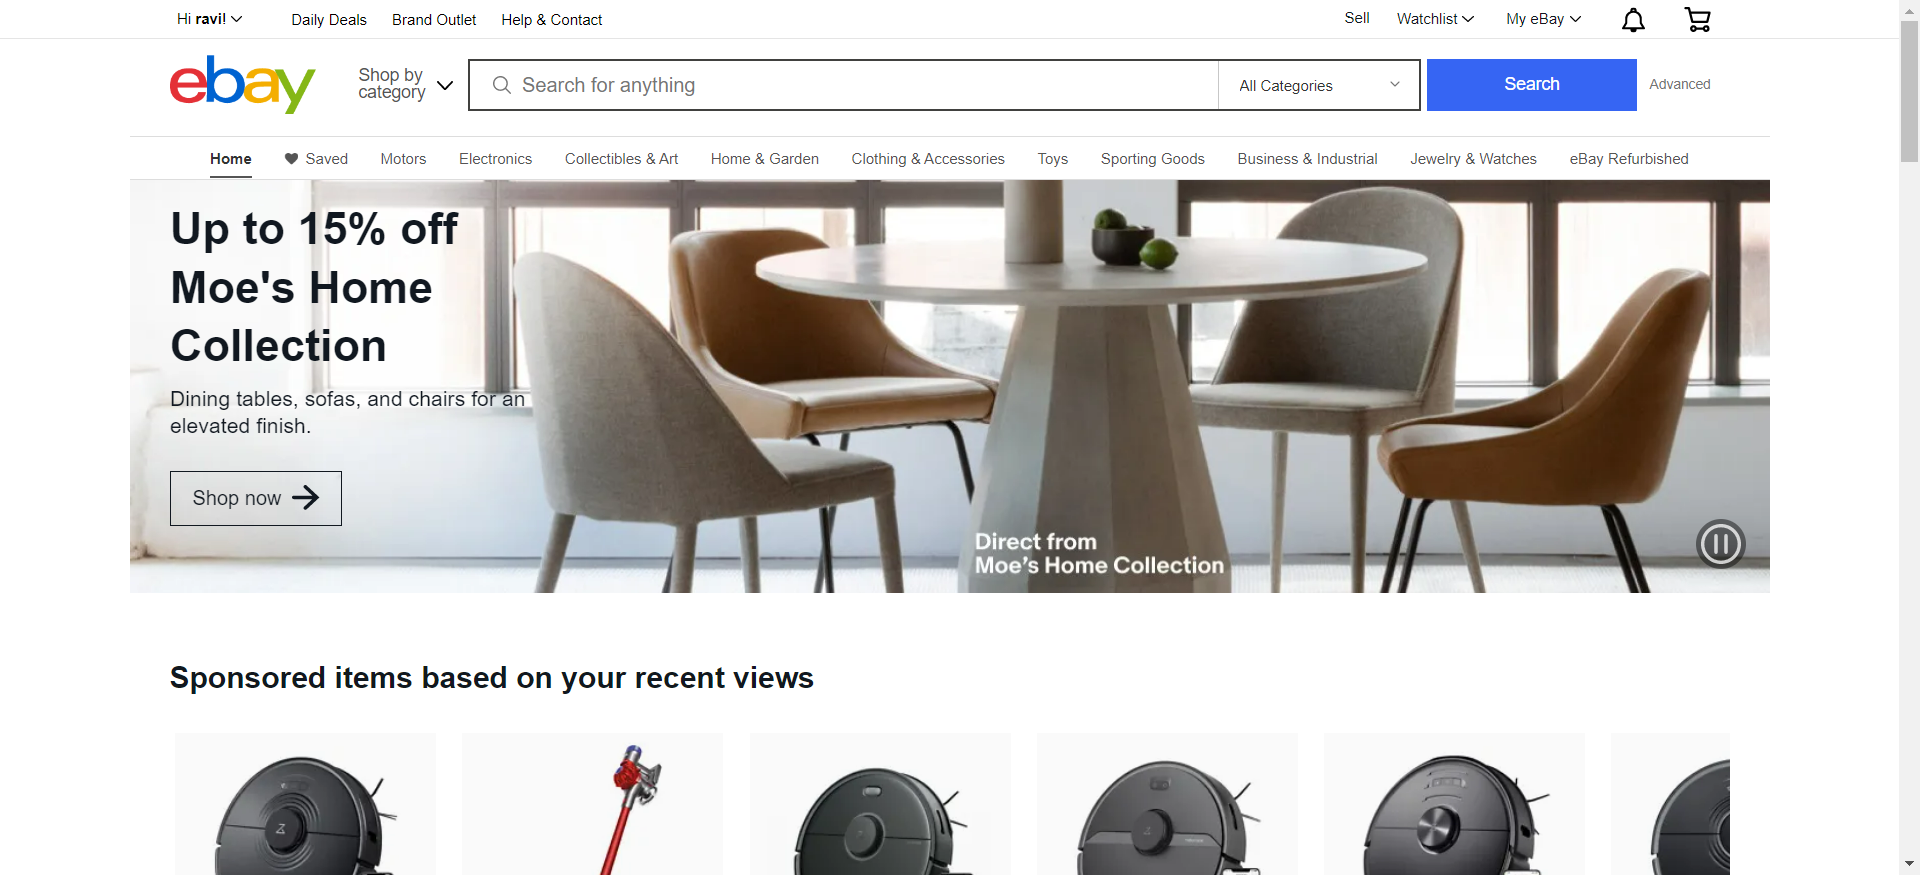 Hi ravi!
Daily Deals
Brand Outlet
Help & Contact
Sell
Watchlist
My eBay
ebay
Shop by
category
Search for anything
All Categories
Search
Advanced
Home
Saved
Motors
Electronics
Collectibles & Art
Home & Garden
Clothing & Accessories
Toys
Sporting Goods
Business & Industrial
Jewelry & Watches
eBay Refurbished
Up to 15% off
Moe's Home
Collection
Dining tables, sofas, and chairs for an
elevated finish.
Shop now
Direct from
Moe's Home Collection
Sponsored items based on your recent views